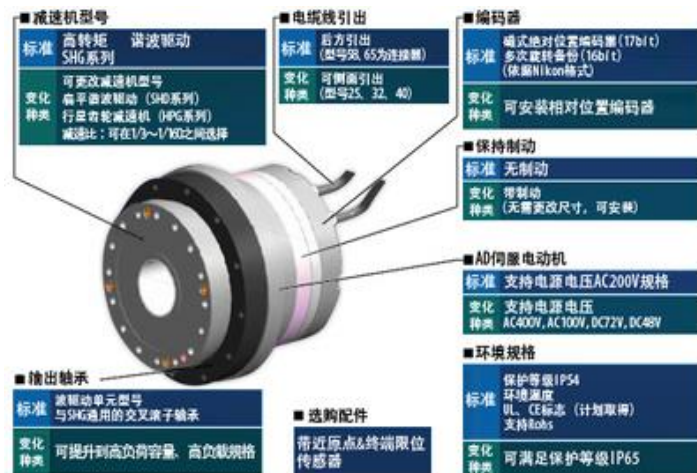 ■减速机型号
标准
高转矩 谐波驱动
SHG系列
变化
种类
可更改减速机型号
扁平谐波驱动（SHD系列）
行星齿轮减速机（HPG系列）
减速比：可在1/3～1/160之间选择
■电缆线引出
标准
后方引出
(型号58, 65为连接器)
变化
种类
可侧面引出
(型号25、32、40)
■编码器
标准
磁式绝对位置编码器(17bit)
多次旋转备份(16bit)
(依据Nikon格式)
变化
种类
可安装相对位置编码器
■保持制动
标准
无制动
变化
种类
带制动
(无需更改尺寸，可安装)
■AD伺服电动机
标准
支持电源电压AC200V规格
变化
种类
支持电源电压
AC400V, AC100V, DC72V, DC48V
■环境规格
标准
保护等级IP54
环境温度
UL、CE标志（计划取得）
支持Rohs
变化
种类
可满足保护等级IP65
■输出轴承
标准
波驱动单元型号
与SHG通用的交叉滚子轴承
变化
种类
可提升到高负荷容量、高负载规格
■选购配件
带近原点&终端限位
传感器